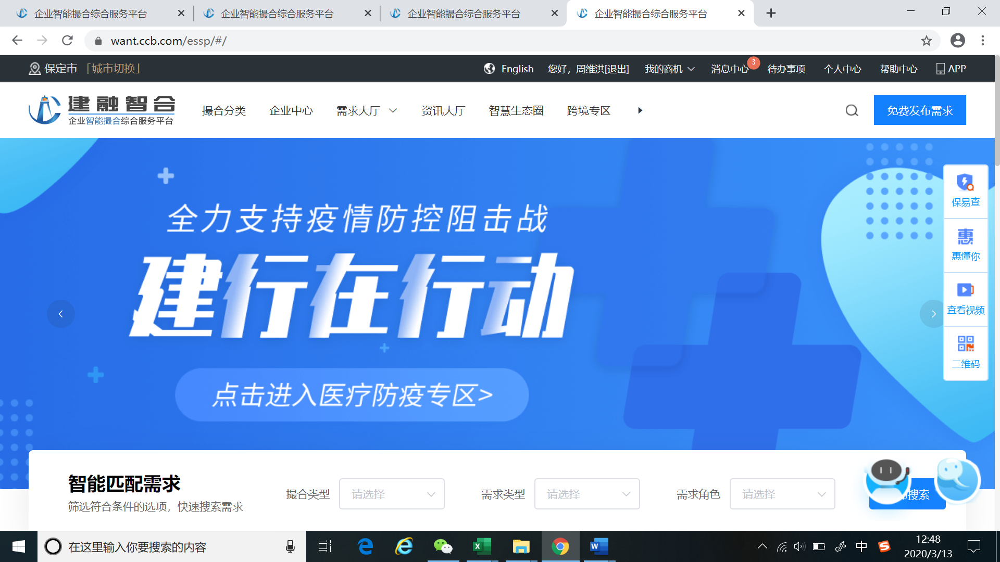 企业智能撮合综合服务平台
企业智能撮合综合服务平台
企业智能撮合综合服务平台
企业智能撮合综合服务平台
want.ccb.com/essp/#/
保定市 「城市切换」
English 您好，周维洪[退出] 我的商机 消息中心 3 待办事项 个人中心 帮助中心 APP
建融智合
企业智能撮合综合服务平台
撮合分类 企业中心 需求大厅 资讯大厅 智慧生态圈 跨境专区
免费发布需求
全力支持疫情防控阻击战
建行在行动
点击进入医疗防疫专区>
保易查
惠
惠懂你
查看视频
二维码
智能匹配需求
筛选符合条件的选项，快速搜索需求
撮合类型 请选择 需求类型 请选择 需求角色 请选择 搜索
在这里输入你要搜索的内容
中
12:48
2020/3/13